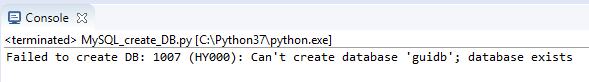 Console
<terminated> MySQL_create_DB.py [C:\Python37\python.exe]
Failed to create DB: 1007 (HY000): Can't create database 'guidb'; database exists